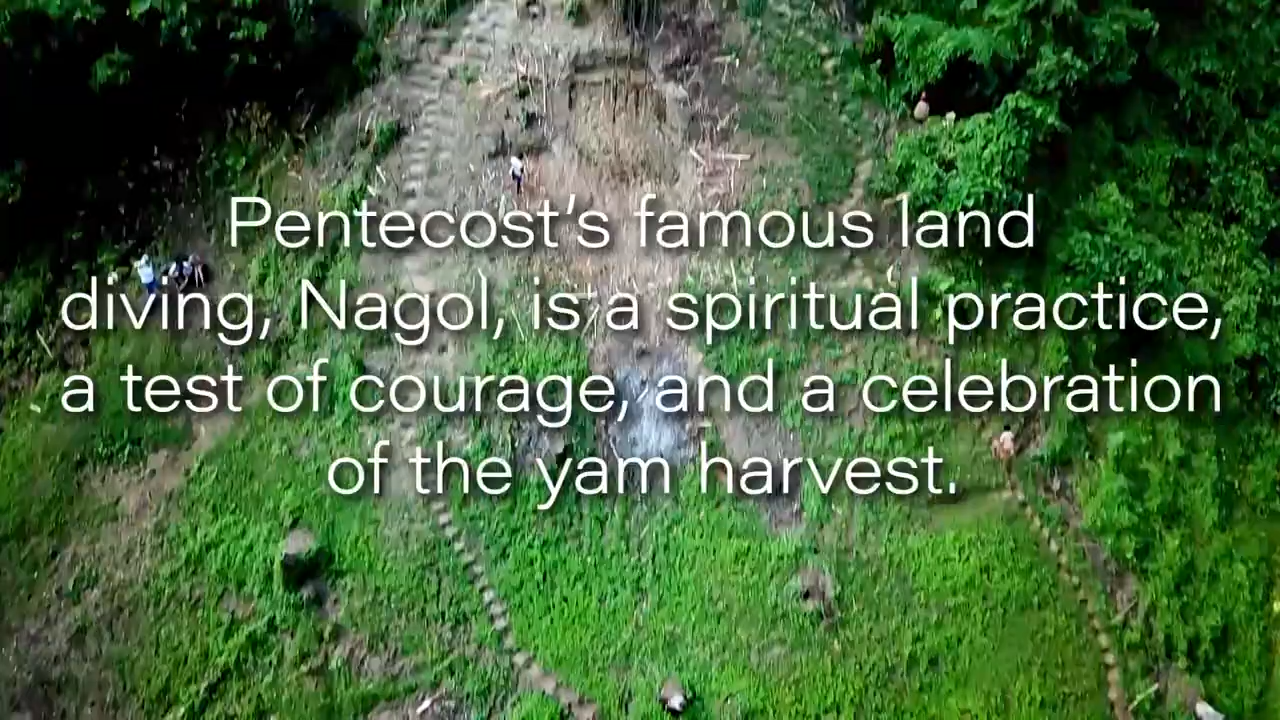 Pentecost’s famous land
diving, Nagol, is a spiritual practice,
a test of courage, and a celebration
of the yam harvest.